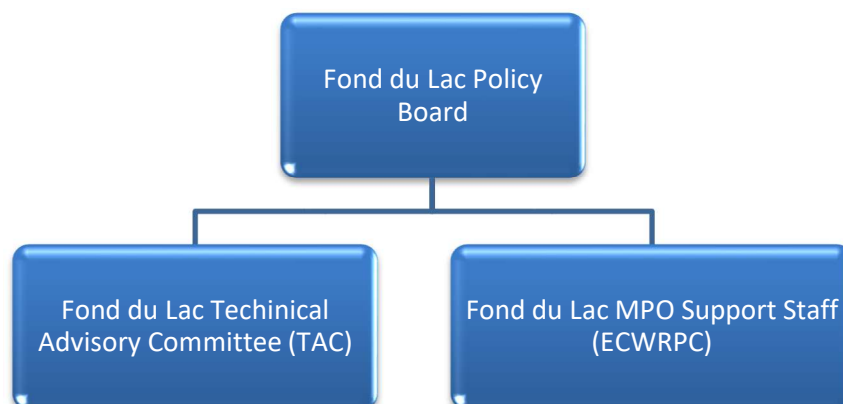 Fond du Lac Policy
Board
Fond du Lac Techinical
Advisory Committee (TAC)
Fond du Lac MPO Support Staff
(ECWRPC)